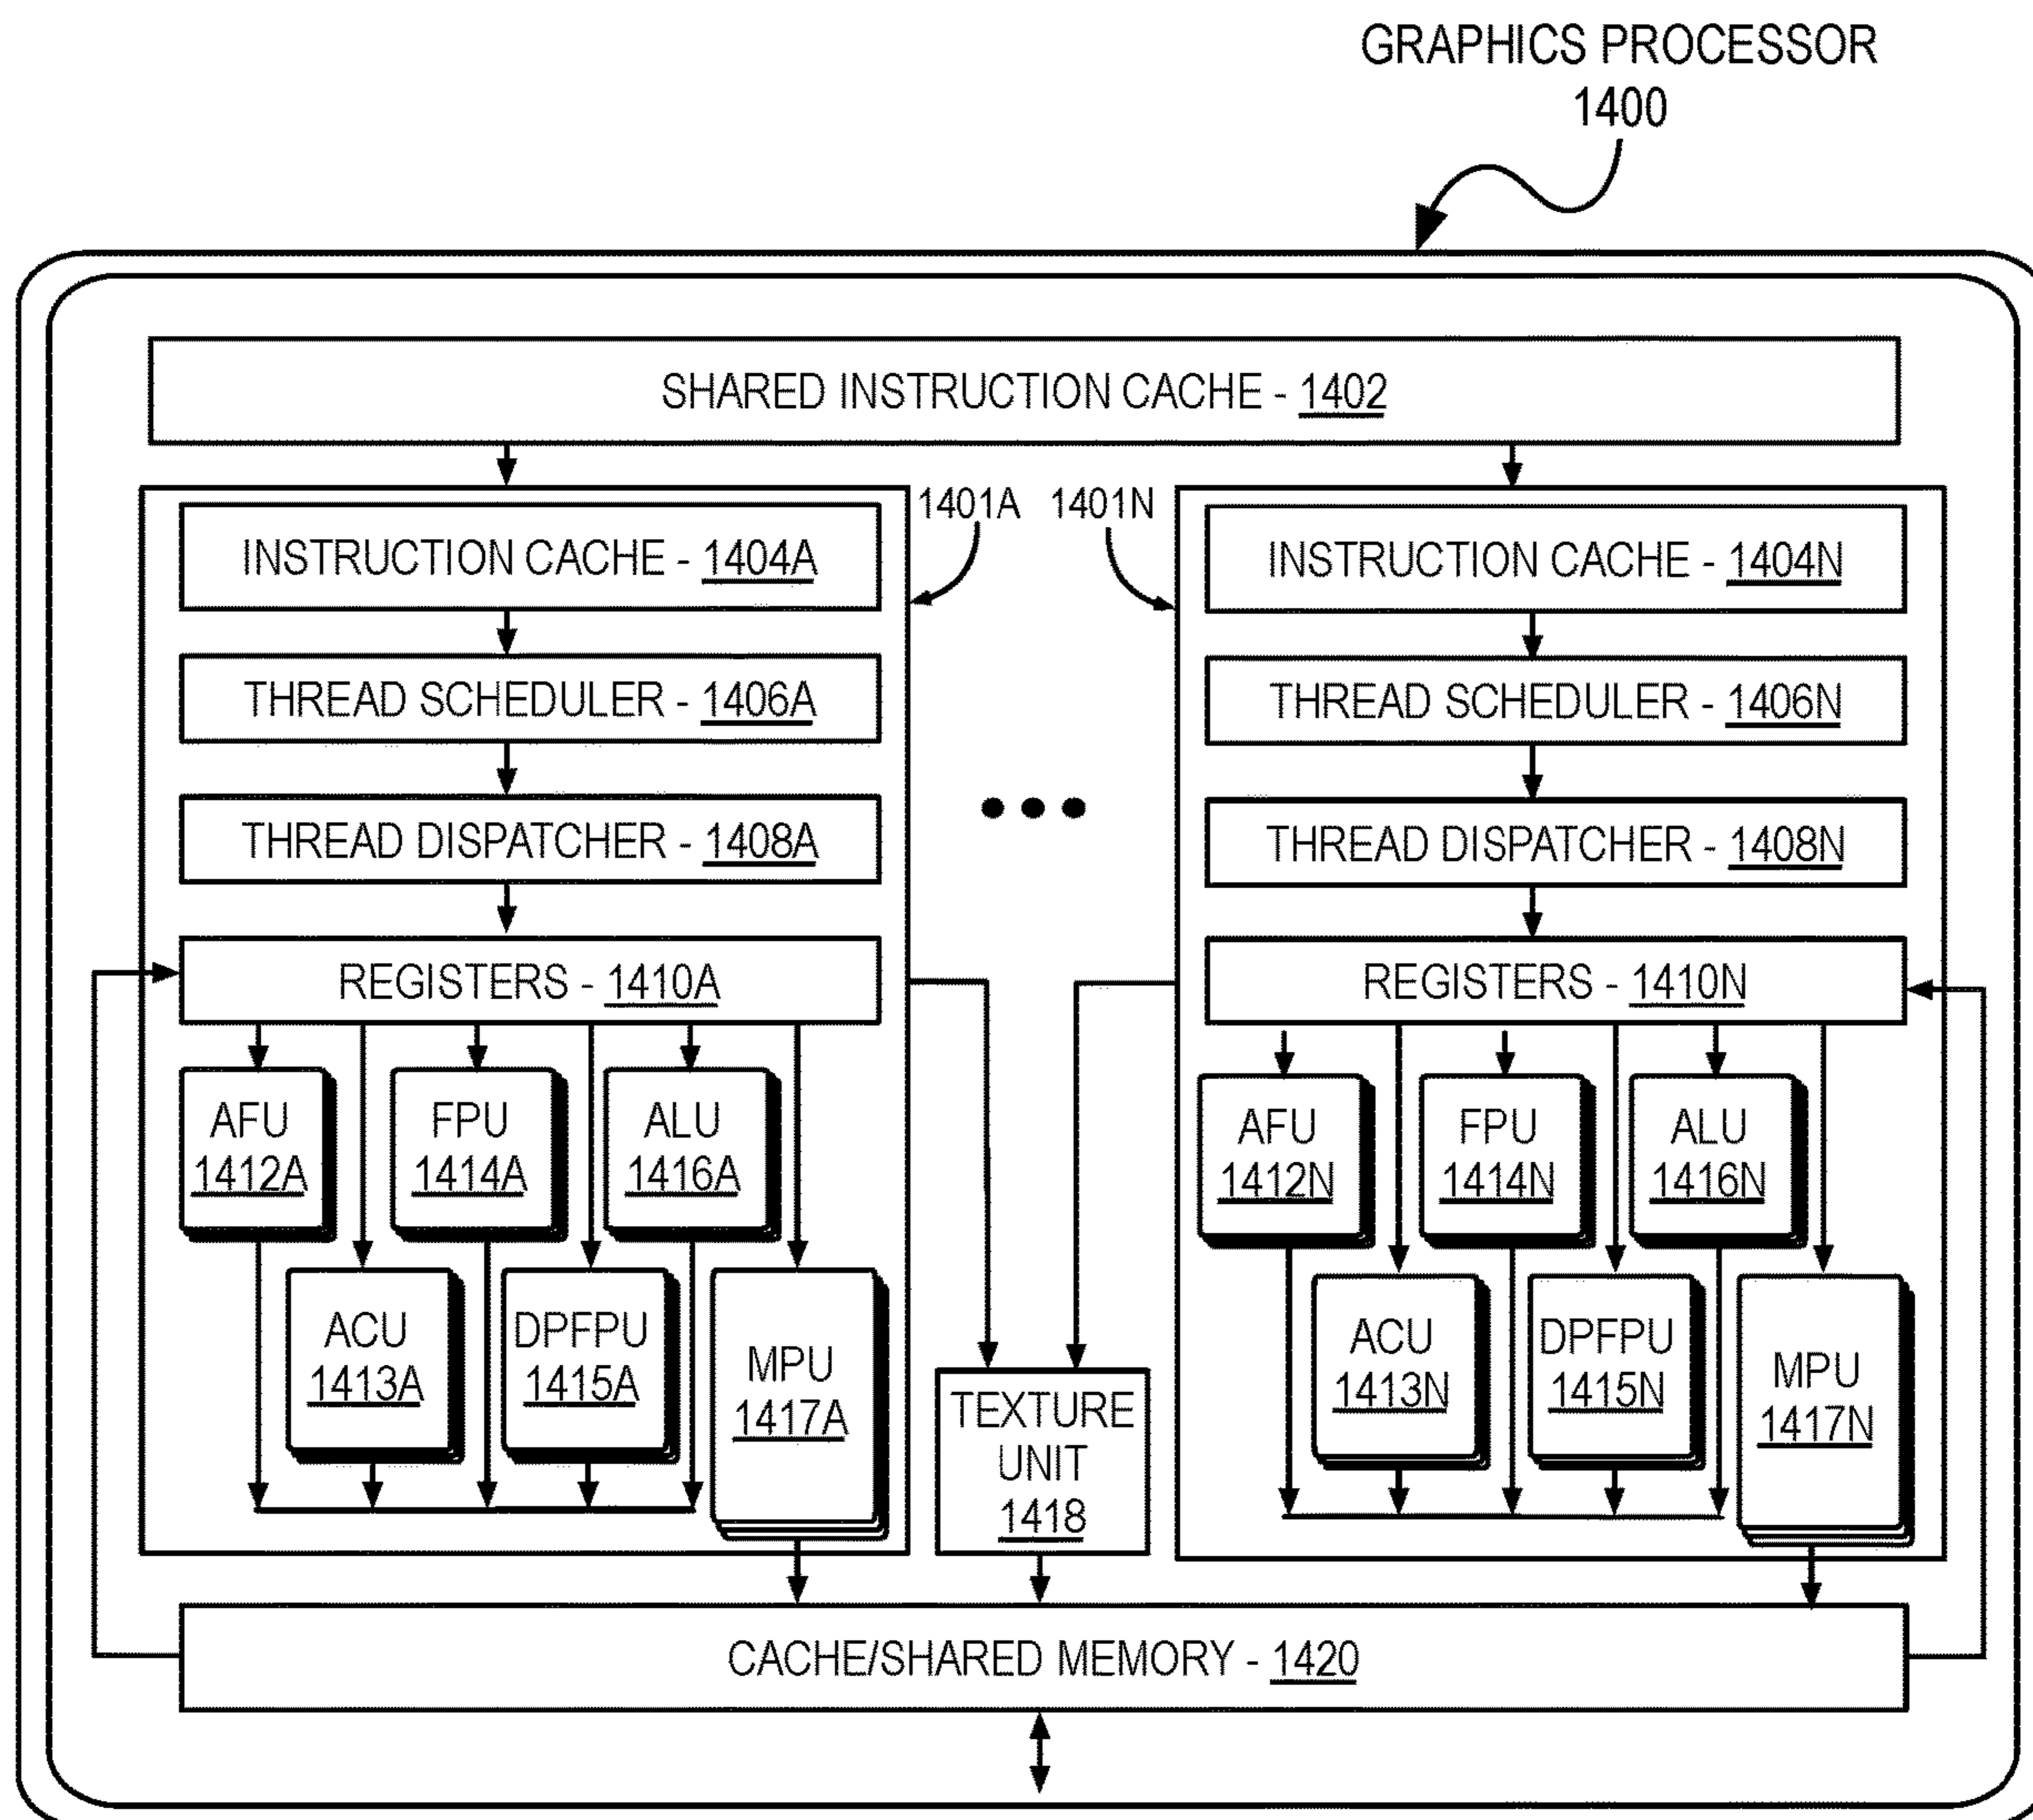 GRAPHICS PROCESSOR
1400
SHARED INSTRUCTION CACHE - 1402
1401A
1401N
INSTRUCTION CACHE - 1404A
THREAD SCHEDULER - 1406A
THREAD DISPATCHER - 1408A
REGISTERS - 1410A
AFU
1412A
FPU
1414A
ALU
1416A
ACU
1413A
DPFPU
1415A
MPU
1417A
TEXTURE
UNIT
1418
INSTRUCTION CACHE - 1404N
THREAD SCHEDULER - 1406N
THREAD DISPATCHER - 1408N
REGISTERS - 1410N
AFU
1412N
FPU
1414N
ALU
1416N
ACU
1413N
DPFPU
1415N
MPU
1417N
CACHE/SHARED MEMORY - 1420